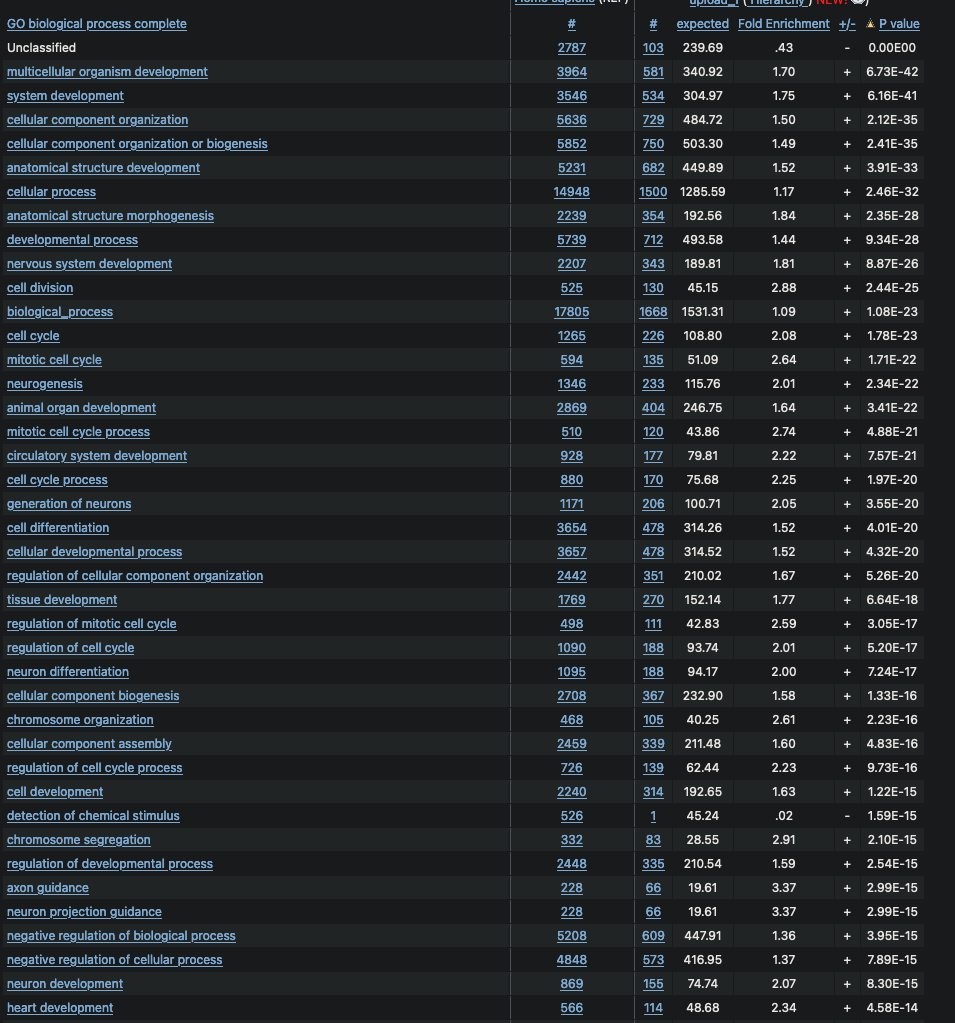 Homo sapiens (REF) upload_1 ( Hierarchy ) NEW!
GO biological process complete # # expected Fold Enrichment +/- P value
Unclassified 2787 103 239.69 .43 - 0.00E00
multicellular organism development 3964 581 340.92 1.70 + 6.73E-42
system development 3546 534 304.97 1.75 + 6.16E-41
cellular component organization 5636 729 484.72 1.50 + 2.12E-35
cellular component organization or biogenesis 5852 750 503.30 1.49 + 2.41E-35
anatomical structure development 5231 682 449.89 1.52 + 3.91E-33
cellular process 14948 1500 1285.59 1.17 + 2.46E-32
anatomical structure morphogenesis 2239 354 192.56 1.84 + 2.35E-28
developmental process 5739 712 493.58 1.44 + 9.34E-28
nervous system development 2207 343 189.81 1.81 + 8.87E-26
cell division 525 130 45.15 2.88 + 2.44E-25
biological_process 17805 1668 1531.31 1.09 + 1.08E-23
cell cycle 1265 226 108.80 2.08 + 1.78E-23
mitotic cell cycle 594 135 51.09 2.64 + 1.71E-22
neurogenesis 1346 233 115.76 2.01 + 2.34E-22
animal organ development 2869 404 246.75 1.64 + 3.41E-22
mitotic cell cycle process 510 120 43.86 2.74 + 4.88E-21
circulatory system development 928 177 79.81 2.22 + 7.57E-21
cell cycle process 880 170 75.68 2.25 + 1.97E-20
generation of neurons 1171 206 100.71 2.05 + 3.55E-20
cell differentiation 3654 478 314.26 1.52 + 4.01E-20
cellular developmental process 3657 478 314.52 1.52 + 4.32E-20
regulation of cellular component organization 2442 351 210.02 1.67 + 5.26E-20
tissue development 1769 270 152.14 1.77 + 6.64E-18
regulation of mitotic cell cycle 498 111 42.83 2.59 + 3.05E-17
regulation of cell cycle 1090 188 93.74 2.01 + 5.20E-17
neuron differentiation 1095 188 94.17 2.00 + 7.24E-17
cellular component biogenesis 2708 367 232.90 1.58 + 1.33E-16
chromosome organization 468 105 40.25 2.61 + 2.23E-16
cellular component assembly 2459 339 211.48 1.60 + 4.83E-16
regulation of cell cycle process 726 139 62.44 2.23 + 9.73E-16
cell development 2240 314 192.65 1.63 + 1.22E-15
detection of chemical stimulus 526 1 45.24 .02 - 1.59E-15
chromosome segregation 332 83 28.55 2.91 + 2.10E-15
regulation of developmental process 2448 335 210.54 1.59 + 2.54E-15
axon guidance 228 66 19.61 3.37 + 2.99E-15
neuron projection guidance 228 66 19.61 3.37 + 2.99E-15
negative regulation of biological process 5208 609 447.91 1.36 + 3.95E-15
negative regulation of cellular process 4848 573 416.95 1.37 + 7.89E-15
neuron development 869 155 74.74 2.07 + 8.30E-15
heart development 566 114 48.68 2.34 + 4.58E-14